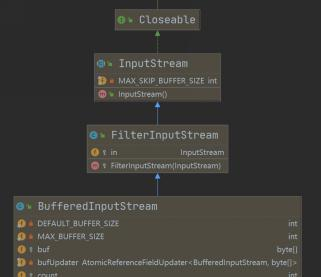 Closeable
InputStream
MAX_SKIP_BUFFER_SIZE int
InputStream()
FilterInputStream
in InputStream
FilterInputStream(InputStream)
BufferedInputStream
DEFAULT_BUFFER_SIZE int
MAX_BUFFER_SIZE int
buf byte[]
bufUpdater AtomicReferenceFieldUpdater<BufferedInputStream, byte[]>
count int